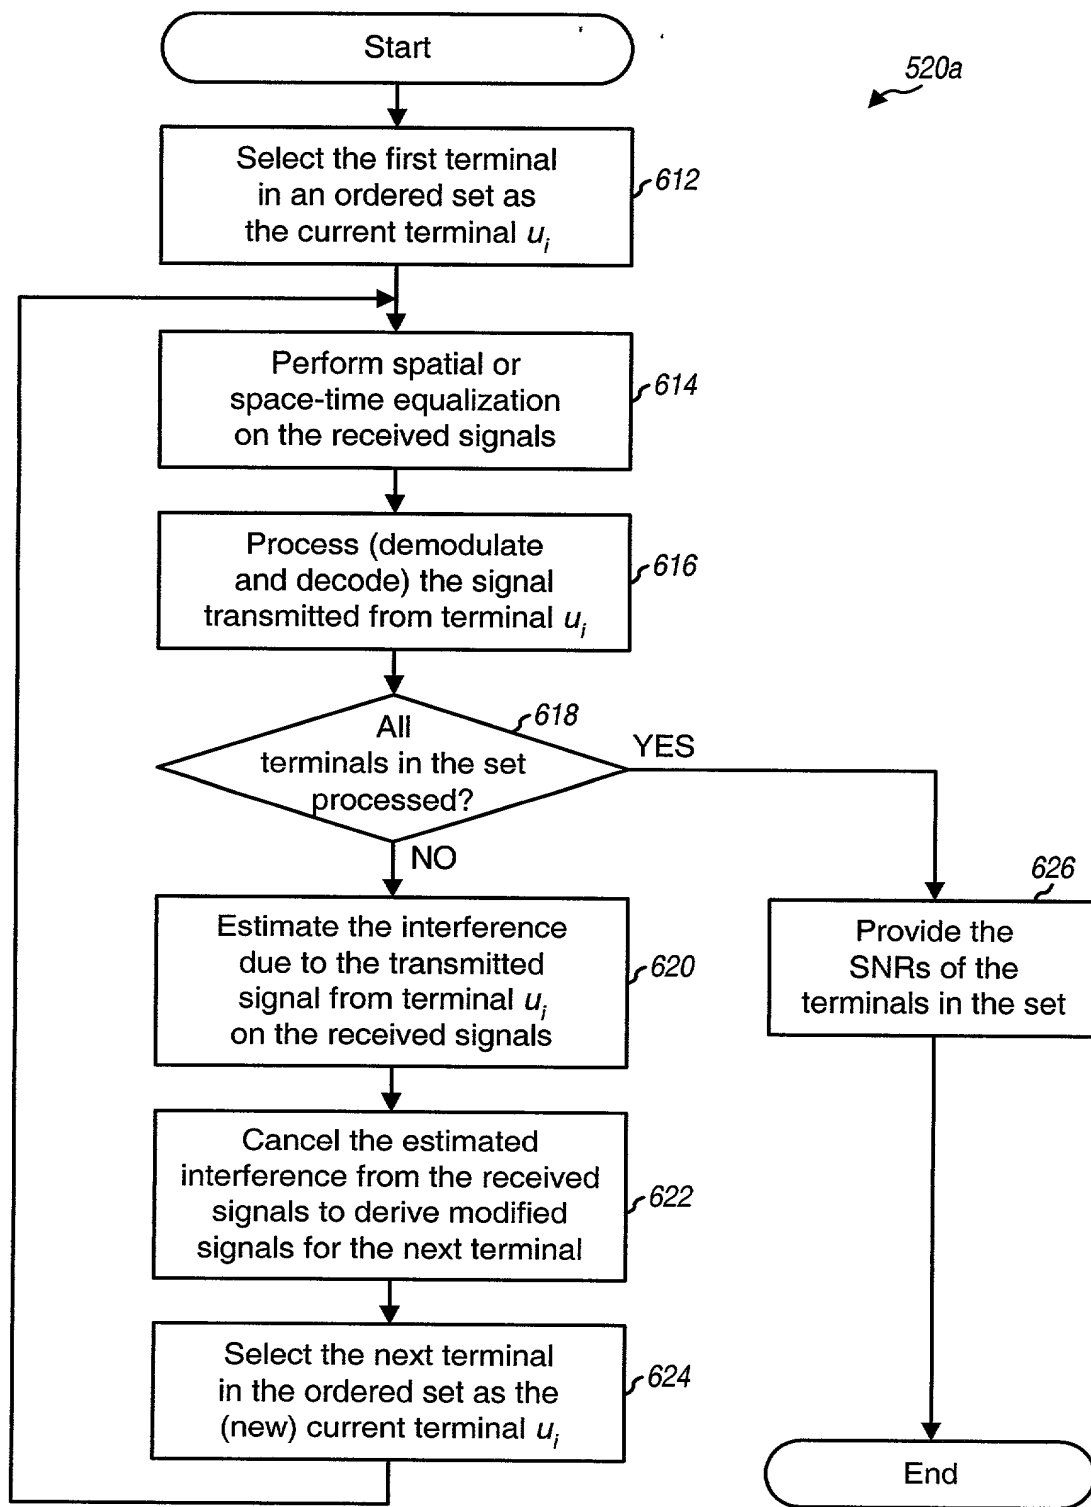 Start
520a
Select the first terminal
in an ordered set as
the current terminal u_i
612
Perform spatial or
space-time equalization
on the received signals
614
Process (demodulate
and decode) the signal
transmitted from terminal u_i
616
All
terminals in the set
processed?
618
YES
NO
Estimate the interference
due to the transmitted
signal from terminal u_i
on the received signals
620
626
Provide the
SNRs of the
terminals in the set
Cancel the estimated
interference from the received
signals to derive modified
signals for the next terminal
622
Select the next terminal
in the ordered set as the
(new) current terminal u_i
624
End